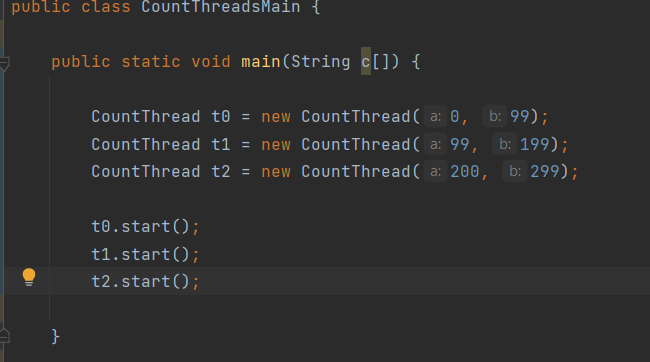 public class CountThreadsMain {
public static void main(String c[]) {
CountThread t0 = new CountThread( a: 0, b: 99);
CountThread t1 = new CountThread( a: 99, b: 199);
CountThread t2 = new CountThread( a: 200, b: 299);
t0.start();
t1.start();
t2.start();
}